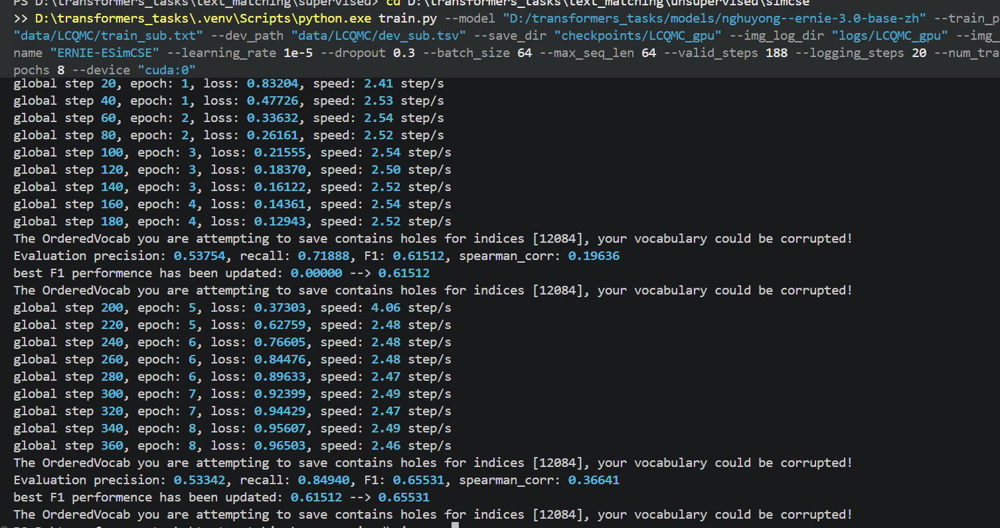 PS D:\transformers_tasks\text_matching\supervised> cd D:\transformers_tasks\text_matching\unsupervised\simcse
>> D:\transformers_tasks\.venv\Scripts\python.exe train.py --model "D:/transformers_tasks/models/nghuyong--ernie-3.0-base-zh" --train_p
"data/LCQMC/train_sub.txt" --dev_path "data/LCQMC/dev_sub.tsv" --save_dir "checkpoints/LCQMC_gpu" --img_log_dir "logs/LCQMC_gpu" --img_
name "ERNIE-ESimCSE" --learning_rate 1e-5 --dropout 0.3 --batch_size 64 --max_seq_len 64 --valid_steps 188 --logging_steps 20 --num_tra
pochs 8 --device "cuda:0"
global step 20, epoch: 1, loss: 0.83204, speed: 2.41 step/s
global step 40, epoch: 1, loss: 0.47726, speed: 2.53 step/s
global step 60, epoch: 2, loss: 0.33632, speed: 2.54 step/s
global step 80, epoch: 2, loss: 0.26161, speed: 2.52 step/s
global step 100, epoch: 3, loss: 0.21555, speed: 2.54 step/s
global step 120, epoch: 3, loss: 0.18370, speed: 2.50 step/s
global step 140, epoch: 3, loss: 0.16122, speed: 2.52 step/s
global step 160, epoch: 4, loss: 0.14361, speed: 2.54 step/s
global step 180, epoch: 4, loss: 0.12943, speed: 2.52 step/s
The OrderedVocab you are attempting to save contains holes for indices [12084], your vocabulary could be corrupted!
Evaluation precision: 0.53754, recall: 0.71888, F1: 0.61512, spearman_corr: 0.19636
best F1 performence has been updated: 0.00000 --> 0.61512
The OrderedVocab you are attempting to save contains holes for indices [12084], your vocabulary could be corrupted!
global step 200, epoch: 5, loss: 0.37303, speed: 4.06 step/s
global step 220, epoch: 5, loss: 0.62759, speed: 2.48 step/s
global step 240, epoch: 6, loss: 0.76605, speed: 2.48 step/s
global step 260, epoch: 6, loss: 0.84476, speed: 2.48 step/s
global step 280, epoch: 6, loss: 0.89633, speed: 2.47 step/s
global step 300, epoch: 7, loss: 0.92399, speed: 2.49 step/s
global step 320, epoch: 7, loss: 0.94429, speed: 2.47 step/s
global step 340, epoch: 8, loss: 0.95607, speed: 2.49 step/s
global step 360, epoch: 8, loss: 0.96503, speed: 2.46 step/s
The OrderedVocab you are attempting to save contains holes for indices [12084], your vocabulary could be corrupted!
Evaluation precision: 0.53342, recall: 0.84940, F1: 0.65531, spearman_corr: 0.36641
best F1 performence has been updated: 0.61512 --> 0.65531
The OrderedVocab you are attempting to save contains holes for indices [12084], your vocabulary could be corrupted!